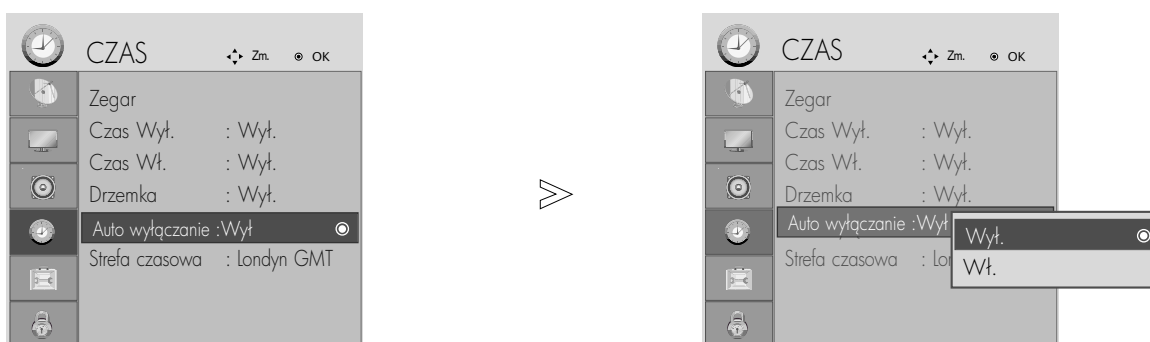 CZAS Zm. OK
Zegar
Czas Wył. : Wył.
Czas Wł. : Wył.
Drzemka : Wył.
Auto wyłączanie :Wył
Strefa czasowa : Londyn GMT
CZAS Zm. OK
Zegar
Czas Wył. : Wył.
Czas Wł. : Wył.
Drzemka : Wył.
Auto wyłączanie :Wył
Strefa czasowa : Lon
Wył.
Wł.